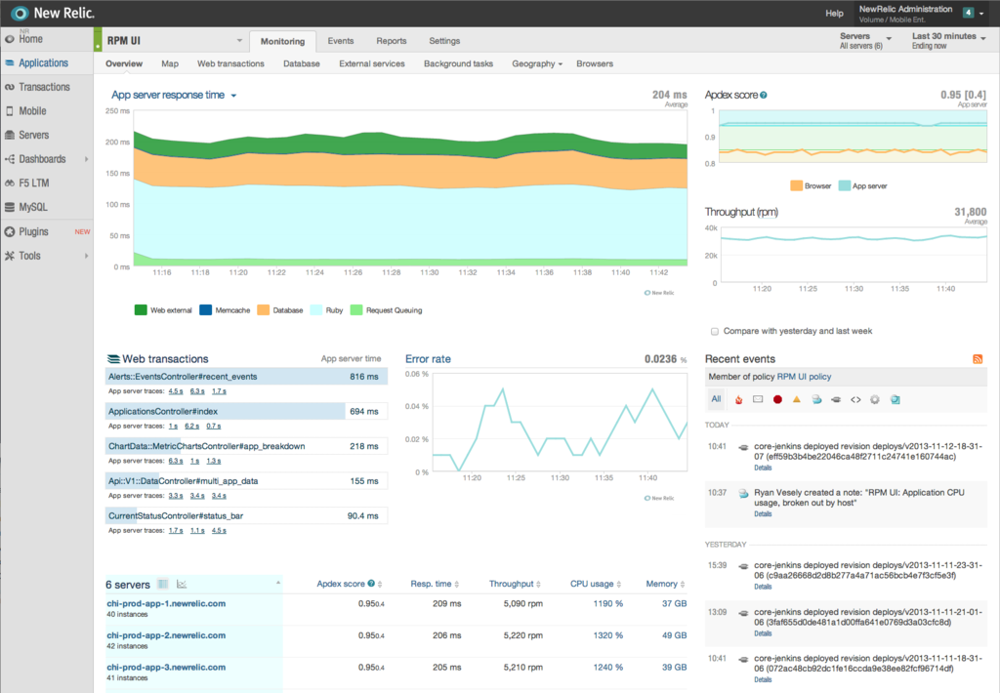 New Relic.
Help
NewRelic Administration
Volume / Mobile Ent.
4
NR
Home
Applications
Transactions
Mobile
Servers
Dashboards
F5 LTM
MySQL
Plugins NEW
Tools
RPM UI
Monitoring Events Reports Settings
Servers
All servers (6)
Last 30 minutes
Ending now
Overview Map Web transactions Database External services Background tasks Geography Browsers
App server response time
204 ms
Average
250 ms
200 ms
150 ms
100 ms
50 ms
0 ms
11:16 11:18 11:20 11:22 11:24 11:26 11:28 11:30 11:32 11:34 11:36 11:38 11:40 11:42
New Relic
Web external Memcache Database Ruby Request Queuing
Apdex score ?
0.95 [0.4]
App server
1
0.9
0.8
Browser App server
Throughput (rpm)
31,800
Average
40k
20k
0
11:20 11:25 11:30 11:35 11:40
Compare with yesterday and last week
Web transactions App server time
Alerts::EventsController#recent_events 816 ms
App server traces: 4.5 s 6.3 s 1.7 s
ApplicationsController#index 694 ms
App server traces: 1 s 6.2 s 0.7 s
ChartData::MetricChartsController#app_breakdown 218 ms
App server traces: 6.3 s 1 s 1.3 s
Api::V1::DataController#multi_app_data 155 ms
App server traces: 3.3 s 3.4 s 3.4 s
CurrentStatusController#status_bar 90.4 ms
App server traces: 1.7 s 1.1 s 4.5 s
Error rate
0.0236 %
0.06 %
0.04 %
0.02 %
0 %
11:20 11:25 11:30 11:35 11:40
New Relic
Recent events
Member of policy RPM UI policy
All
TODAY
10:41 core-jenkins deployed revision deploys/v2013-11-12-18-31-
07 (eff59b3b4be22046ca48f2711c24741e160744ac)
Details
10:37 Ryan Vesely created a note: "RPM UI: Application CPU
usage, broken out by host"
Details
YESTERDAY
15:39 core-jenkins deployed revision deploys/v2013-11-11-23-31-
06 (c9aa26668d2d8b277a4a71ac56bcb4e7f3cf5e3f)
Details
13:09 core-jenkins deployed revision deploys/v2013-11-11-21-01-
06 (3faf655d0de481a1d00ffa641e0769d3a03cfc8d)
Details
10:41 core-jenkins deployed revision deploys/v2013-11-11-18-31-
06 (072ac48cb92dc1fe16ccda9e38ee82fcf96714df)
Details
6 servers Apdex score ? Resp. time Throughput CPU usage Memory
chi-prod-app-1.newrelic.com 0.95 0.4 209 ms 5,090 rpm 1190 % 37 GB
40 instances
chi-prod-app-2.newrelic.com 0.95 0.4 206 ms 5,220 rpm 1320 % 49 GB
42 instances
chi-prod-app-3.newrelic.com 0.95 0.4 205 ms 5,210 rpm 1240 % 39 GB
41 instances